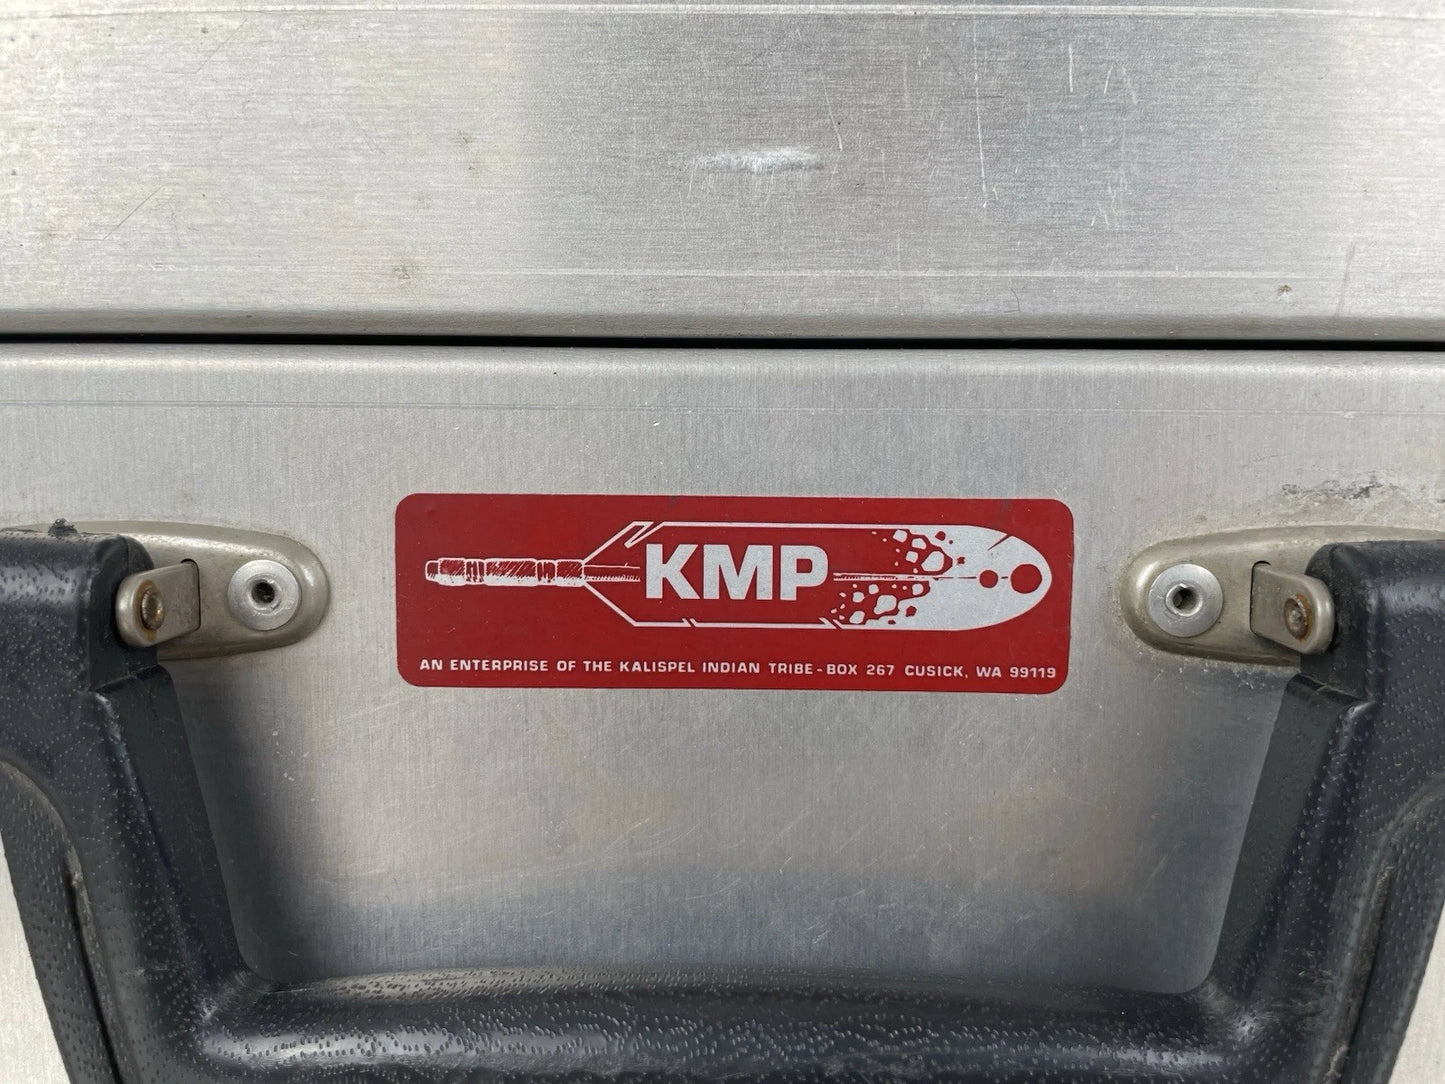 KMP
AN ENTERPRISE OF THE KALISPEL INDIAN TRIBE - BOX 267 CUSICK, WA 99119